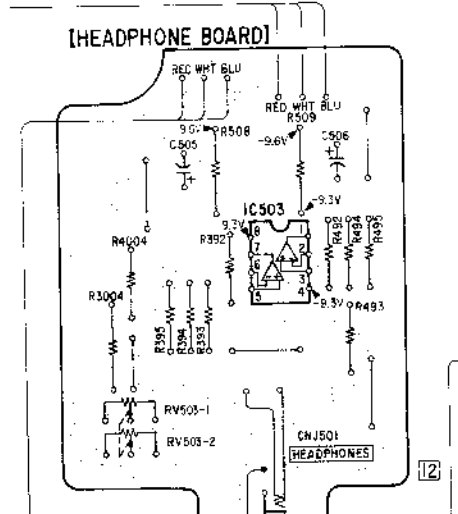 [HEADPHONE BOARD]
RED WHT BLU
RED WHT BLU
9.6V R508
R509
-9.6V
C505
C506
-9.3V
IC503
9.3V
8 1
7 2
6 3
5 4
-9.3V
R392
R493
R494
R495
R4004
R3004
R395
R394
R393
R493
RV503-1
RV503-2
CNJ501
HEADPHONES
12